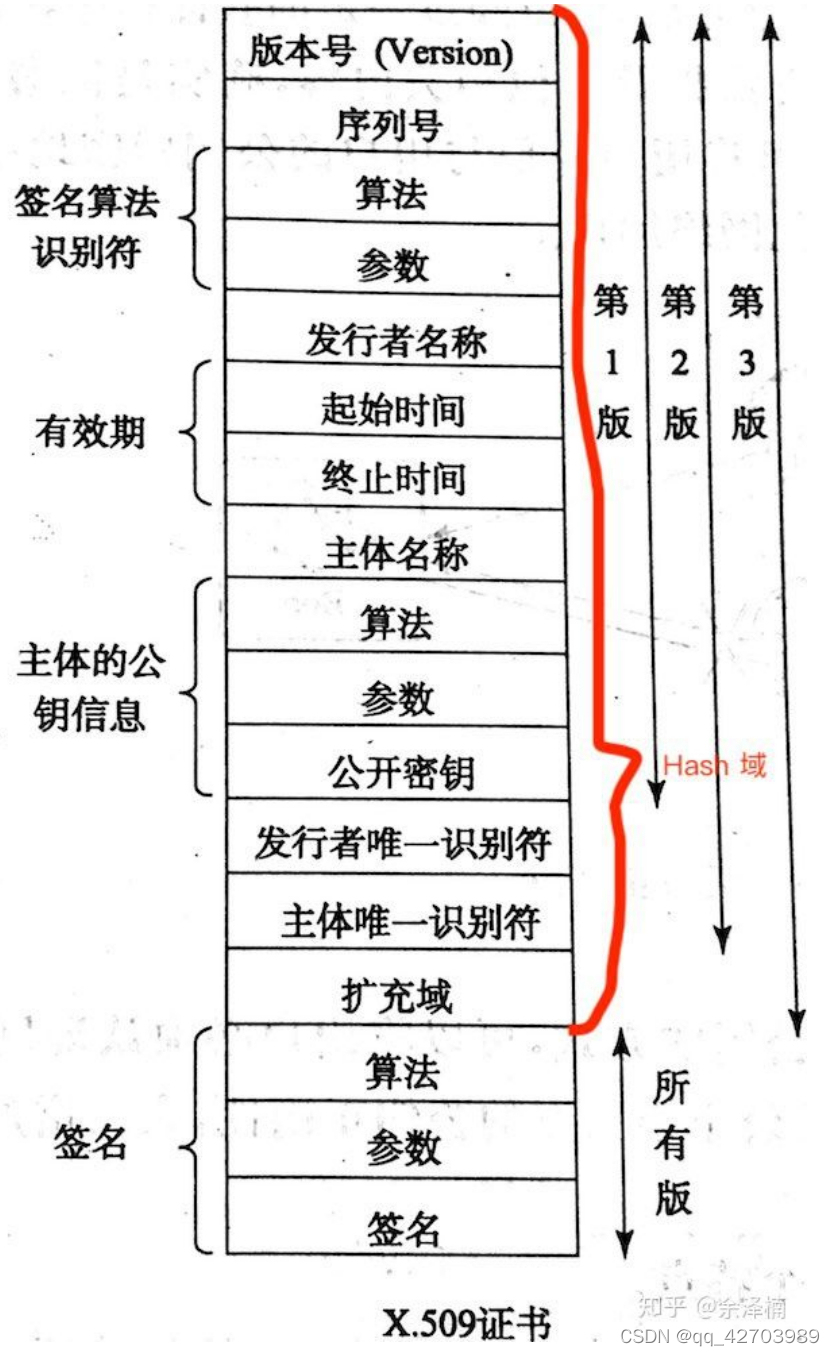 版本号 (Version)
序列号
签名算法
识别符
算法
参数
发行者名称
有效期
起始时间
终止时间
主体名称
主体的公
钥信息
算法
参数
公开密钥
发行者唯一识别符
主体唯一识别符
扩充域
签名
算法
参数
签名
第
1
版
第
2
版
第
3
版
Hash 域
所
有
版
X.509证书
知乎 @余泽楠
CSDN @qq_42703989